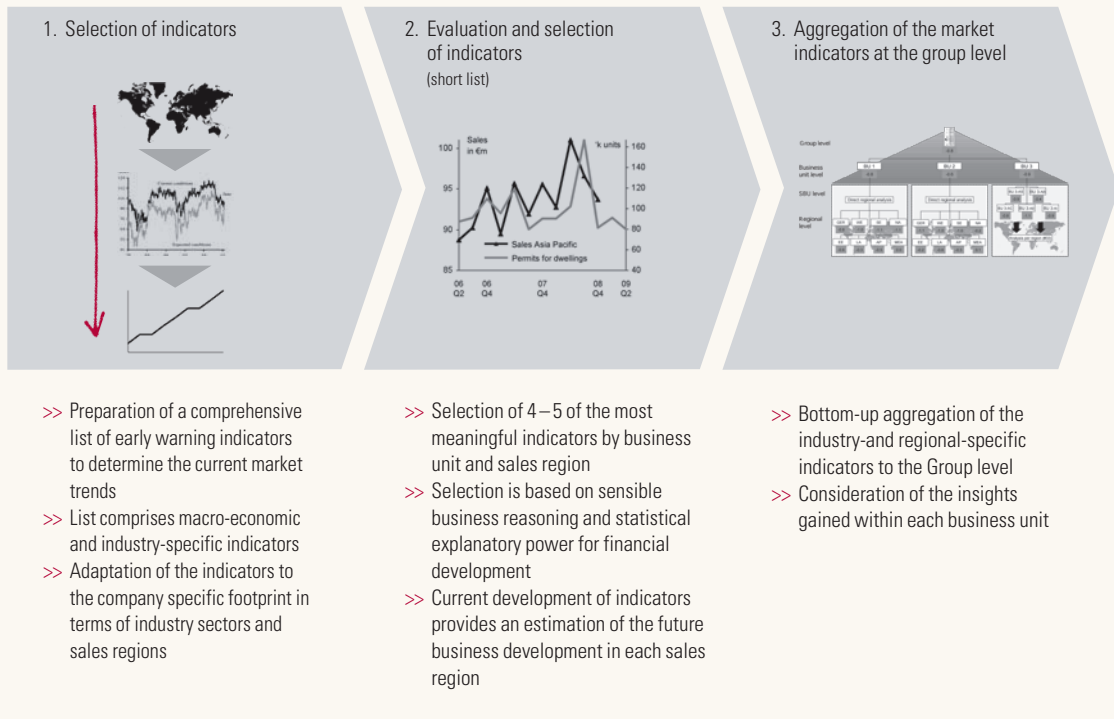 1. Selection of indicators
2. Evaluation and selection
of indicators
(short list)
Sales
in €m
'k units
100
95
90
85
160
140
120
100
80
60
40
Sales Asia Pacific
Permits for dwellings
06
Q2
06
Q4
07
Q4
08
Q4
09
Q2
3. Aggregation of the market
indicators at the group level
Group level
Business
unit level
SBU level
Regional
level
BU 1
BU 2
BU 3
Direct regional analysis
Direct regional analysis
>> Preparation of a comprehensive
list of early warning indicators
to determine the current market
trends
>> List comprises macro-economic
and industry-specific indicators
>> Adaptation of the indicators to
the company specific footprint in
terms of industry sectors and
sales regions
>> Selection of 4–5 of the most
meaningful indicators by business
unit and sales region
>> Selection is based on sensible
business reasoning and statistical
explanatory power for financial
development
>> Current development of indicators
provides an estimation of the future
business development in each sales
region
>> Bottom-up aggregation of the
industry-and regional-specific
indicators to the Group level
>> Consideration of the insights
gained within each business unit